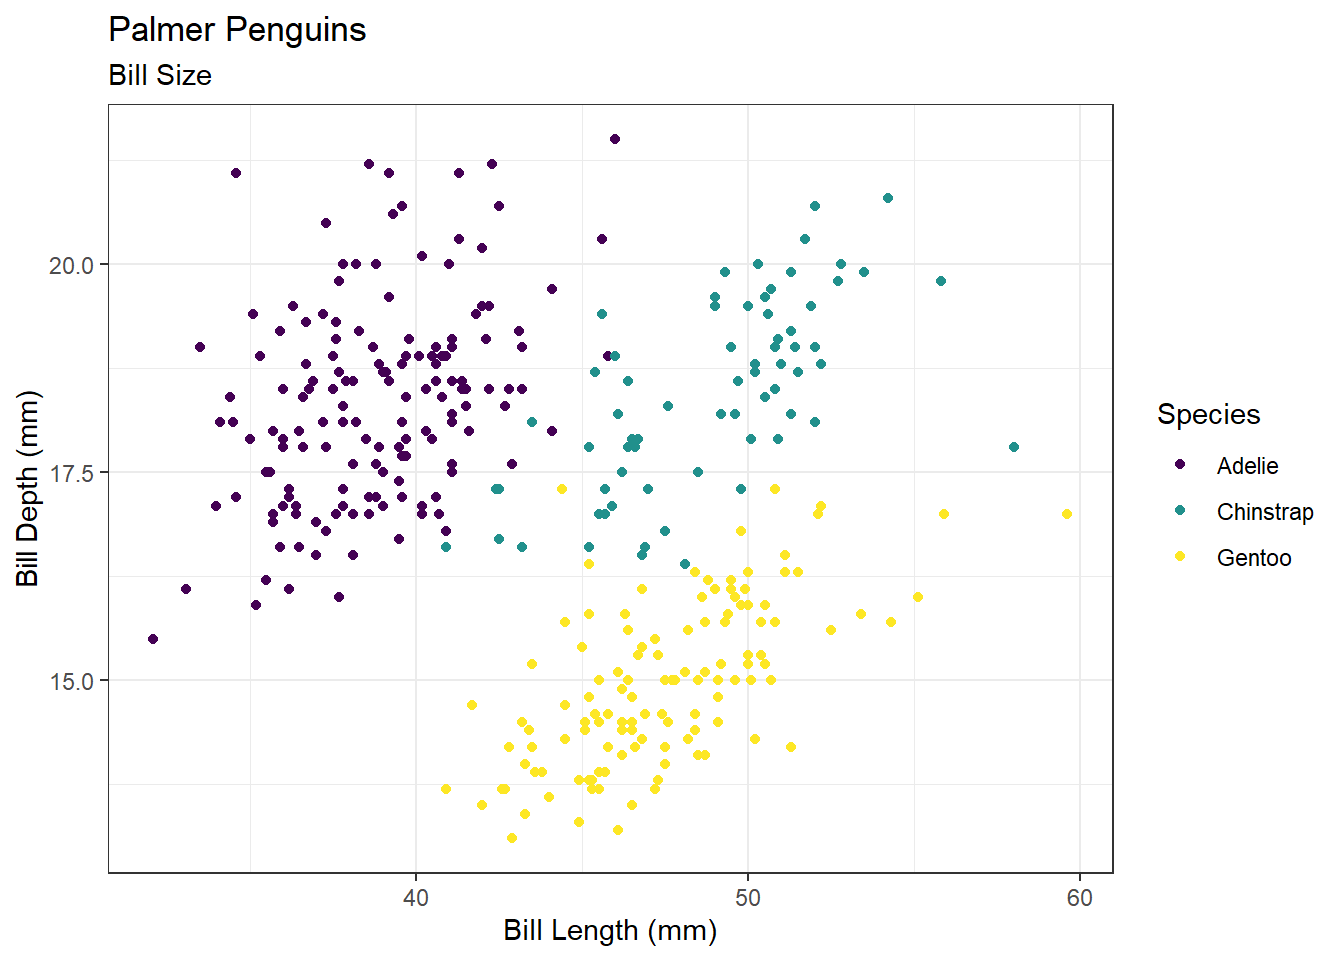 Palmer Penguins
Bill Size
Bill Depth (mm)
20.0
17.5
15.0
40
50
60
Bill Length (mm)
Species
Adelie
Chinstrap
Gentoo